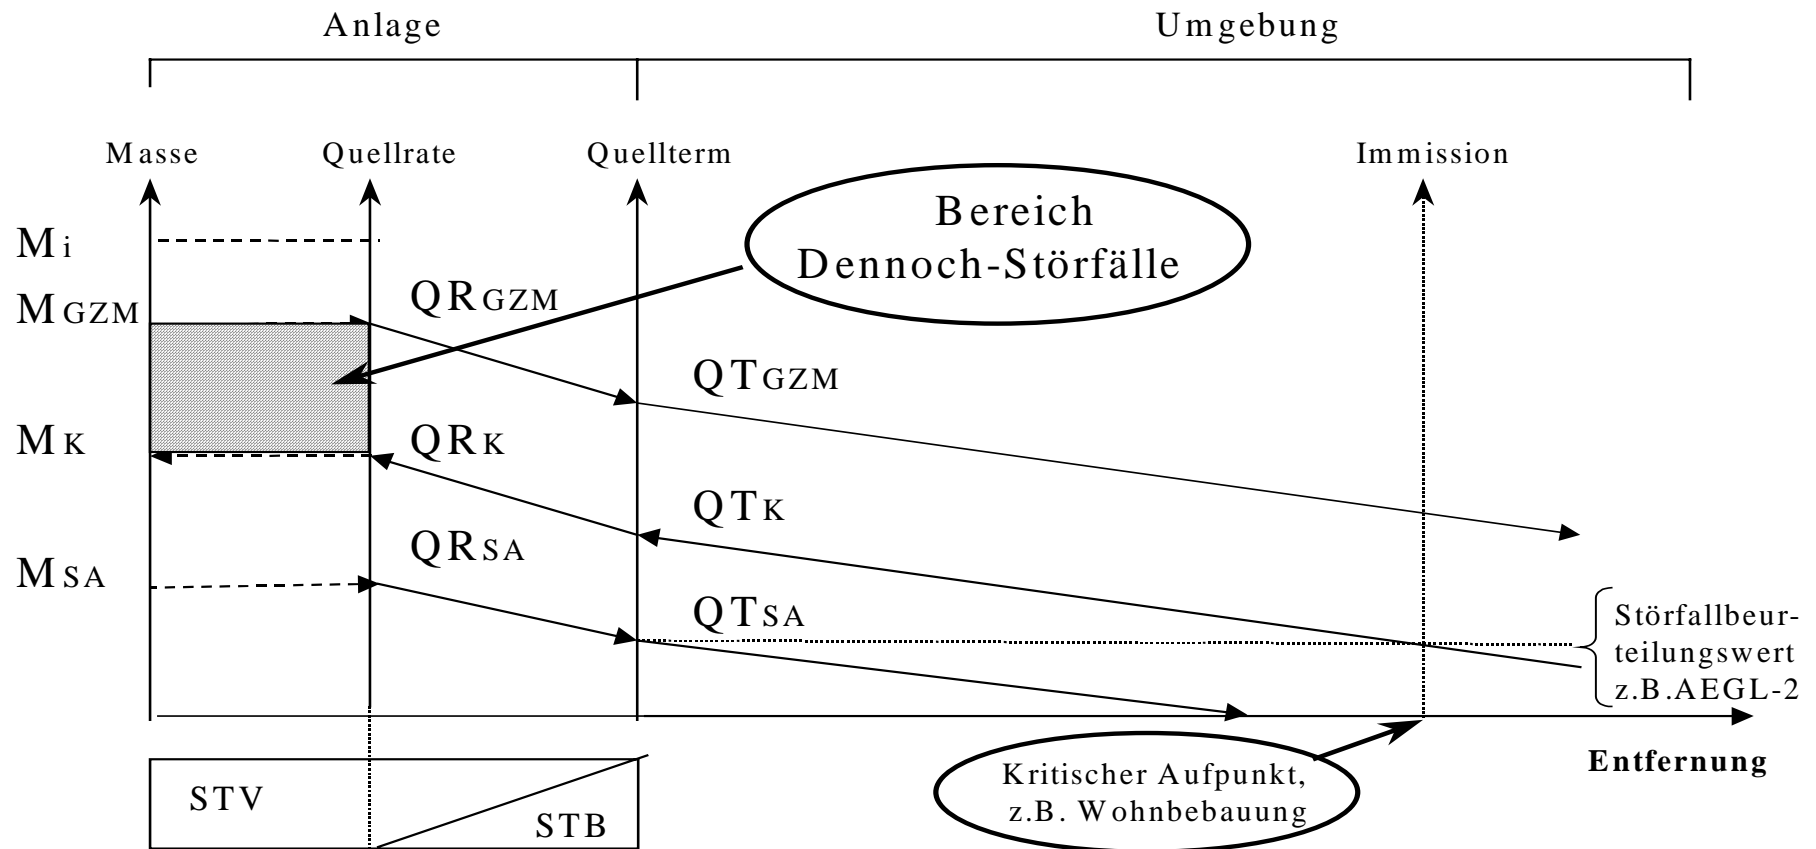 Anlage
Umgebung
Masse
Quellrate
Quellterm
Immission
Bereich
Dennoch-Störfälle
Mi
MGZM
QRGZM
QTGZM
MK
QRK
QTK
QRSA
MSA
QTSA
Störfallbeur-
teilungswert
z.B.AEGL-2
Entfernung
Kritischer Aufpunkt,
z.B. Wohnbebauung
STV
STB